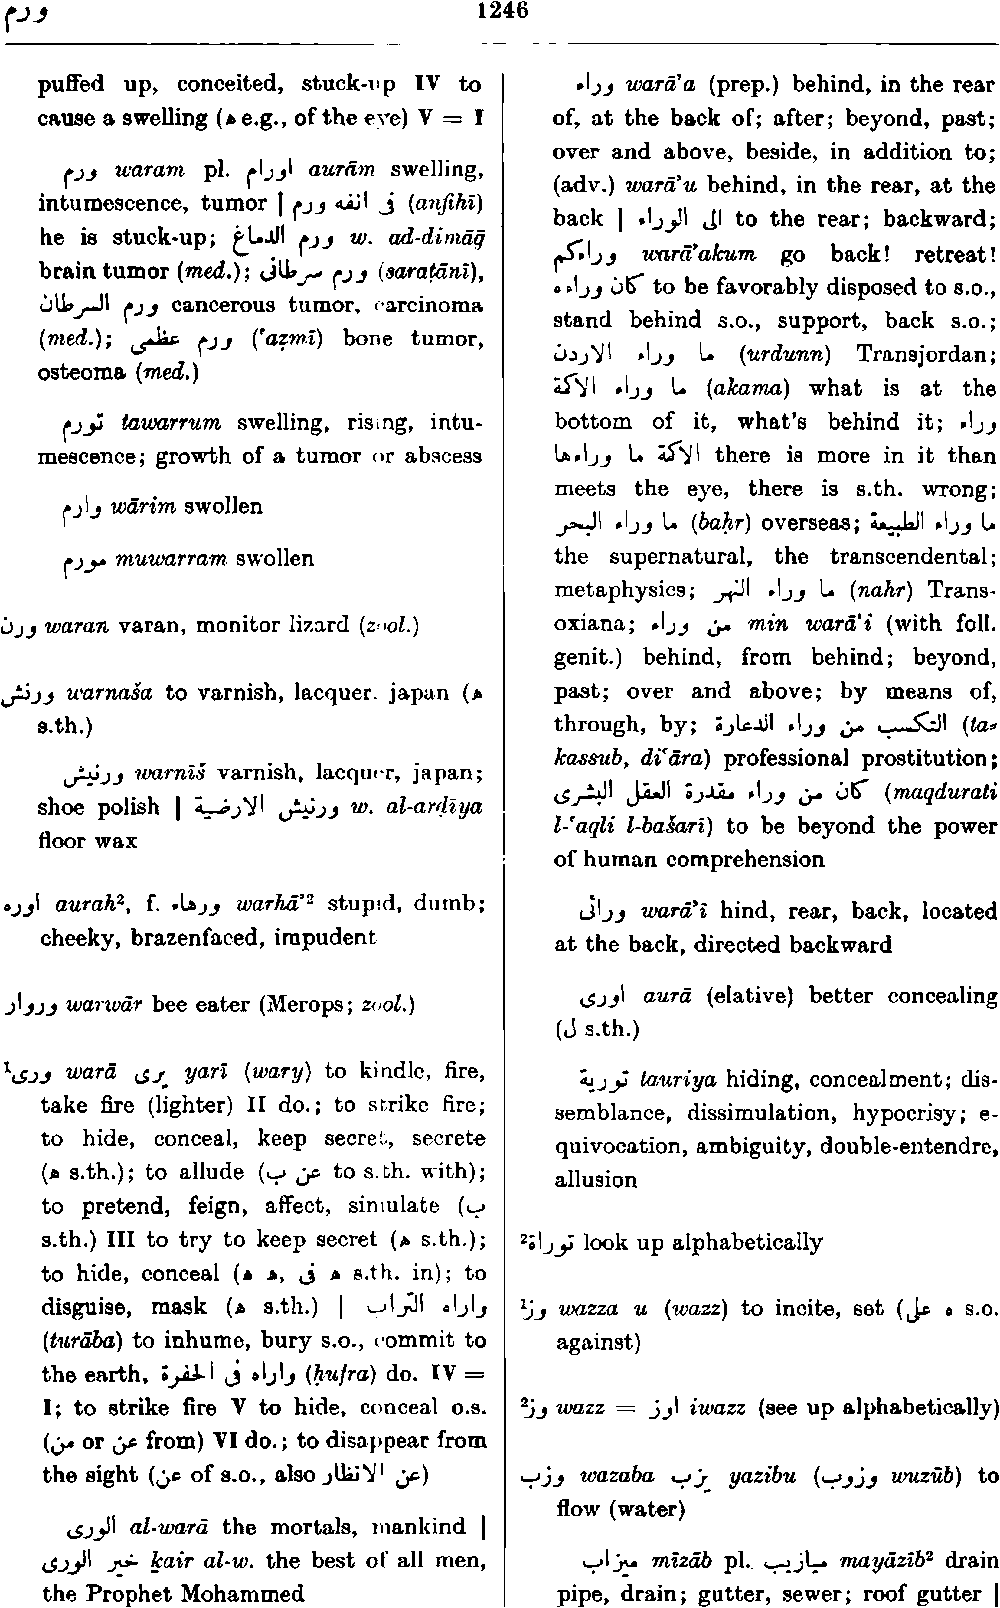 ورم
1246
puffed up, conceited, stuck-up IV to
cause a swelling (ه e.g., of the eye) V = I
ورم waram pl. اورام aurām swelling,
intumescence, tumor | ورم فى انفه (anfihī)
he is stuck-up; ورم الدماغ w. ad-dimāḡ
brain tumor (med.); ورم سرطانى (saraṭānī),
ورم السرطان cancerous tumor, carcinoma
(med.); ورم عظمى (ʿaẓmī) bone tumor,
osteoma (med.)
تورم tawarrum swelling, rising, intu-
mescence; growth of a tumor or abscess
وارم wārim swollen
مورم muwarram swollen
ورن waran varan, monitor lizard (zool.)
ورنش warnaša to varnish, lacquer, japan (ه
s.th.)
ورنيش warnīš varnish, lacquer, japan;
shoe polish | ورنيش الارضية w. al-arḍīya
floor wax
اوره aurah², f. ورهاء warhā’² stupid, dumb;
cheeky, brazenfaced, impudent
وروار warwār bee eater (Merops; zool.)
¹ورى warā يرى yarī (wary) to kindle, fire,
take fire (lighter) II do.; to strike fire;
to hide, conceal, keep secret, secrete
(ه s.th.); to allude (عن ب to s.th. with);
to pretend, feign, affect, simulate (ب
s.th.) III to try to keep secret (ه s.th.);
to hide, conceal (ه ه, ه فى s.th. in); to
disguise, mask (ه s.th.) | واراه التراب
(turāba) to inhume, bury s.o., commit to
the earth, واراه فى الحفرة (ḥufra) do. IV =
I; to strike fire V to hide, conceal o.s.
(من or عن from) VI do.; to disappear from
the sight (عن of s.o., also عن الانظار)
الورى al-warā the mortals, mankind |
خير الورى ḵair al-w. the best of all men,
the Prophet Mohammed
وراء warā’a (prep.) behind, in the rear
of, at the back of; after; beyond, past;
over and above, beside, in addition to;
(adv.) warā’u behind, in the rear, at the
back | الى الوراء to the rear; backward;
وراءكم warā’akum go back! retreat!
كان وراءه to be favorably disposed to s.o.,
stand behind s.o., support, back s.o.;
ما وراء الاردن (urdunn) Transjordan;
ما وراء الاكمة (akama) what is at the
bottom of it, what's behind it; وراء
الاكمة ما وراءها there is more in it than
meets the eye, there is s.th. wrong;
ما وراء البحر (baḥr) overseas; ما وراء الطبيعة
the supernatural, the transcendental;
metaphysics; ما وراء النهر (nahr) Trans-
oxiana; من وراء min warā’i (with foll.
genit.) behind, from behind; beyond,
past; over and above; by means of,
through, by; التكسب من وراء الدعارة (ta-
kassub, diʿāra) professional prostitution;
كان من وراء مقدرة العقل البشرى (maqdurati
l-ʿaqli l-bašarī) to be beyond the power
of human comprehension
ورائى warā’ī hind, rear, back, located
at the back, directed backward
اورى aurā (elative) better concealing
(ل s.th.)
تورية tauriya hiding, concealment; dis-
semblance, dissimulation, hypocrisy; e-
quivocation, ambiguity, double-entendre,
allusion
²توراة look up alphabetically
¹وز wazza u (wazz) to incite, set (ه على s.o.
against)
²وز wazz = اوز iwazz (see up alphabetically)
وزب wazaba يزب yazibu (وزوب wuzūb) to
flow (water)
ميزاب mīzāb pl. ميازيب mayāzīb² drain
pipe, drain; gutter, sewer; roof gutter |